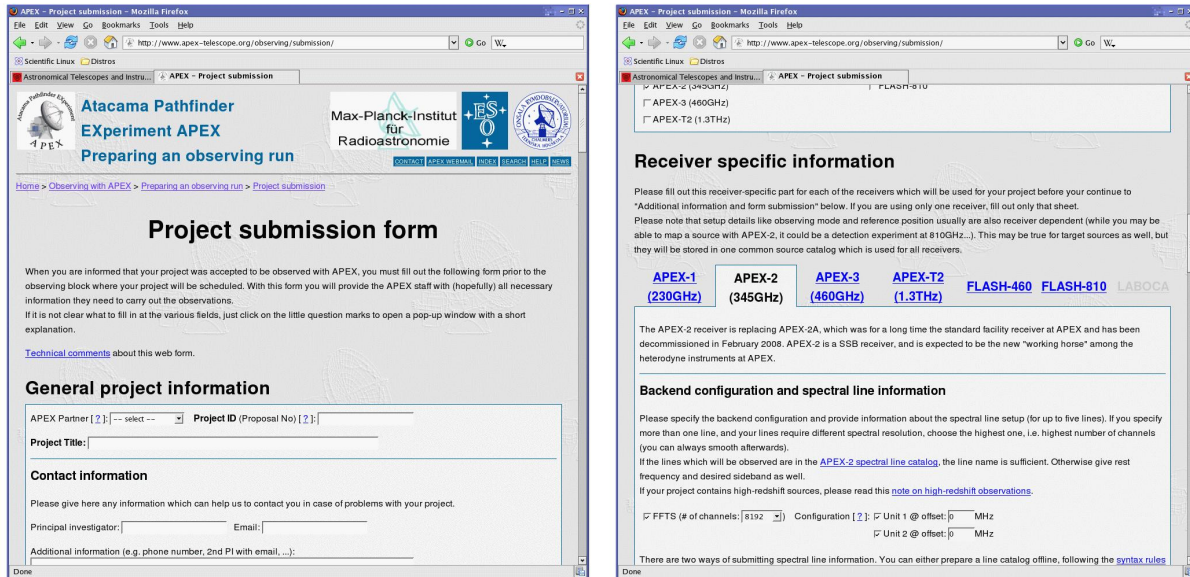 APEX - Project submission - Mozilla Firefox
File Edit View Go Bookmarks Tools Help
http://www.apex-telescope.org/observing/submission/ Go
Scientific Linux Distros
Astronomical Telescopes and Instru... APEX - Project submission
Atacama Pathfinder Experiment
APEX
Atacama Pathfinder
EXperiment APEX
Preparing an observing run
Max-Planck-Institut
für
Radioastronomie
ES
O
CONTACT APEX WEBMAIL INDEX SEARCH HELP NEWS
Home > Observing with APEX > Preparing an observing run > Project submission
Project submission form
When you are informed that your project was accepted to be observed with APEX, you must fill out the following form prior to the
observing block where your project will be scheduled. With this form you will provide the APEX staff with (hopefully) all necessary
information they need to carry out the observations.
If it is not clear what to fill in at the various fields, just click on the little question marks to open a pop-up window with a short
explanation.
Technical comments about this web form.
General project information
APEX Partner [ ? ]: -- select -- Project ID (Proposal No) [ ? ]:
Project Title:
Contact information
Please give here any information which can help us to contact you in case of problems with your project.
Principal investigator: Email:
Additional information (e.g. phone number, 2nd PI with email, ...):
Done
APEX - Project submission - Mozilla Firefox
File Edit View Go Bookmarks Tools Help
http://www.apex-telescope.org/observing/submission/ Go
Scientific Linux Distros
Astronomical Telescopes and Instru... APEX - Project submission
APEX-2 (345GHz) FLASH-810
APEX-3 (460GHz)
APEX-T2 (1.3THz)
Receiver specific information
Please fill out this receiver-specific part for each of the receivers which will be used for your project before your continue to
"Additional information and form submission" below. If you are using only one receiver, fill out only that sheet.
Please note that setup details like observing mode and reference position usually are also receiver dependent (while you may be
able to map a source with APEX-2, it could be a detection experiment at 810GHz...). This may be true for target sources as well, but
they will be stored in one common source catalog which is used for all receivers.
APEX-1 APEX-2 APEX-3 APEX-T2 FLASH-460 FLASH-810 LABOCA
(230GHz) (345GHz) (460GHz) (1.3THz)
The APEX-2 receiver is replacing APEX-2A, which was for a long time the standard facility receiver at APEX and has been
decommissioned in February 2008. APEX-2 is a SSB receiver, and is expected to be the new "working horse" among the
heterodyne instruments at APEX.
Backend configuration and spectral line information
Please specify the backend configuration and provide information about the spectral line setup (for up to five lines). If you specify
more than one line, and your lines require different spectral resolution, choose the highest one, i.e. highest number of channels
(you can always smooth afterwards).
If the lines which will be observed are in the APEX-2 spectral line catalog, the line name is sufficient. Otherwise give rest
frequency and desired sideband as well.
If your project contains high-redshift sources, please read this note on high-redshift observations.
FFTS (# of channels: 8192 ) Configuration [ ? ]: Unit 1 @ offset: 0 MHz
Unit 2 @ offset: 0 MHz
There are two ways of submitting spectral line information. You can either prepare a line catalog offline, following the syntax rules
Done